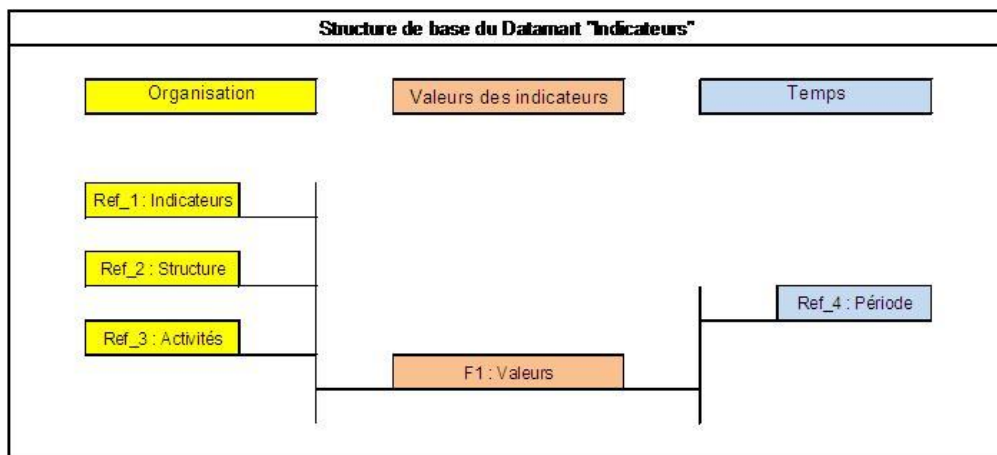 Structure de base du Datamart "Indicateurs"
Organisation
Valeurs des indicateurs
Temps
Ref_1 : Indicateurs
Ref_2 : Structure
Ref_4 : Période
Ref_3 : Activités
F1 : Valeurs